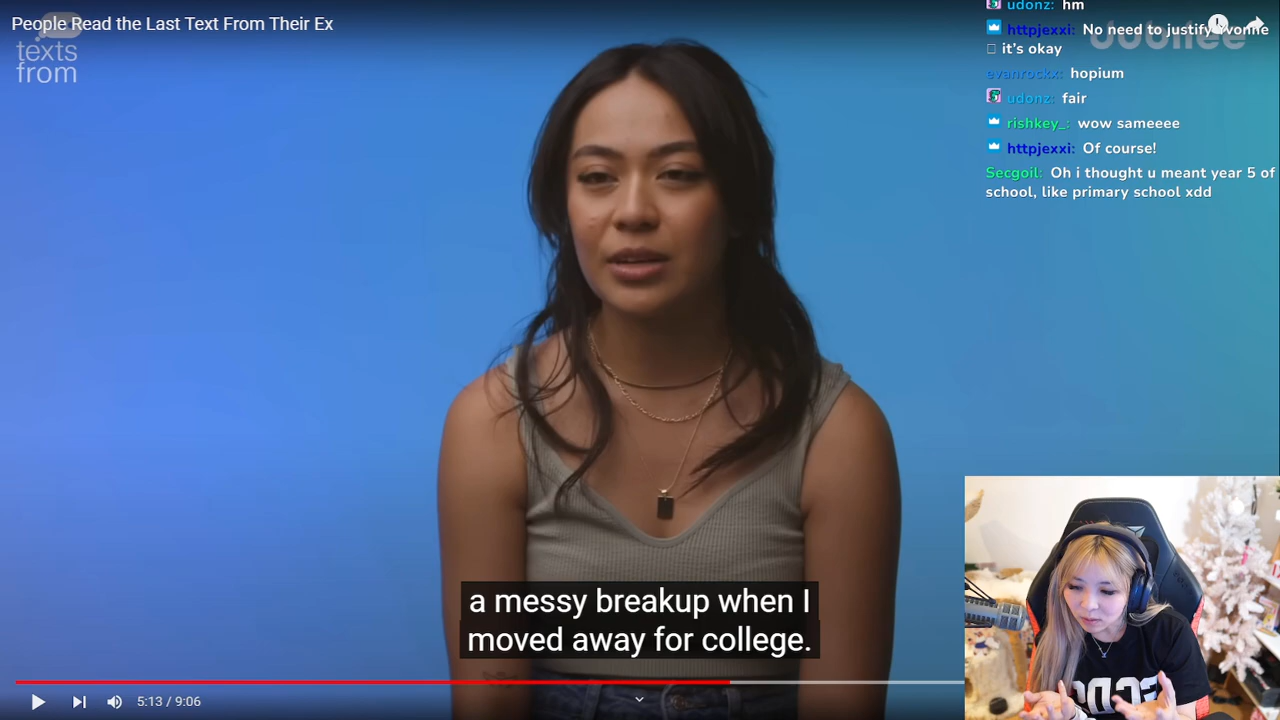 People Read the Last Text From Their Ex
texts
from
jubilee
udonz: hm
httpjexxi: No need to justify yvonne
it's okay
evanrockx: hopium
udonz: fair
rishkey_: wow sameeee
httpjexxi: Of course!
Secgoil: Oh i thought u meant year 5 of
school, like primary school xdd
a messy breakup when I
moved away for college.
5:13 / 9:06